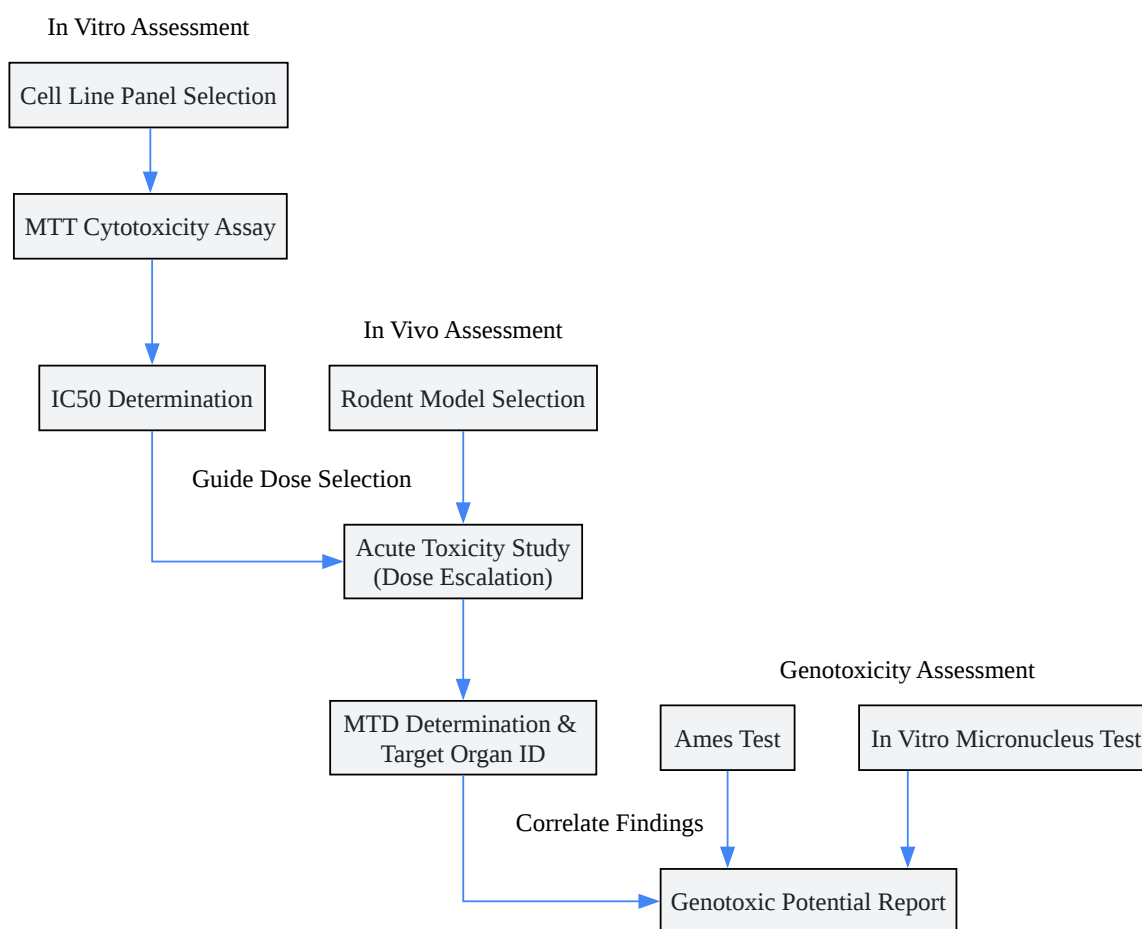 In Vitro Assessment
Cell Line Panel Selection
MTT Cytotoxicity Assay
In Vivo Assessment
IC50 Determination
Rodent Model Selection
Guide Dose Selection
Acute Toxicity Study
(Dose Escalation)
Genotoxicity Assessment
MTD Determination &
Target Organ ID
Ames Test
In Vitro Micronucleus Test
Correlate Findings
Genotoxic Potential Report